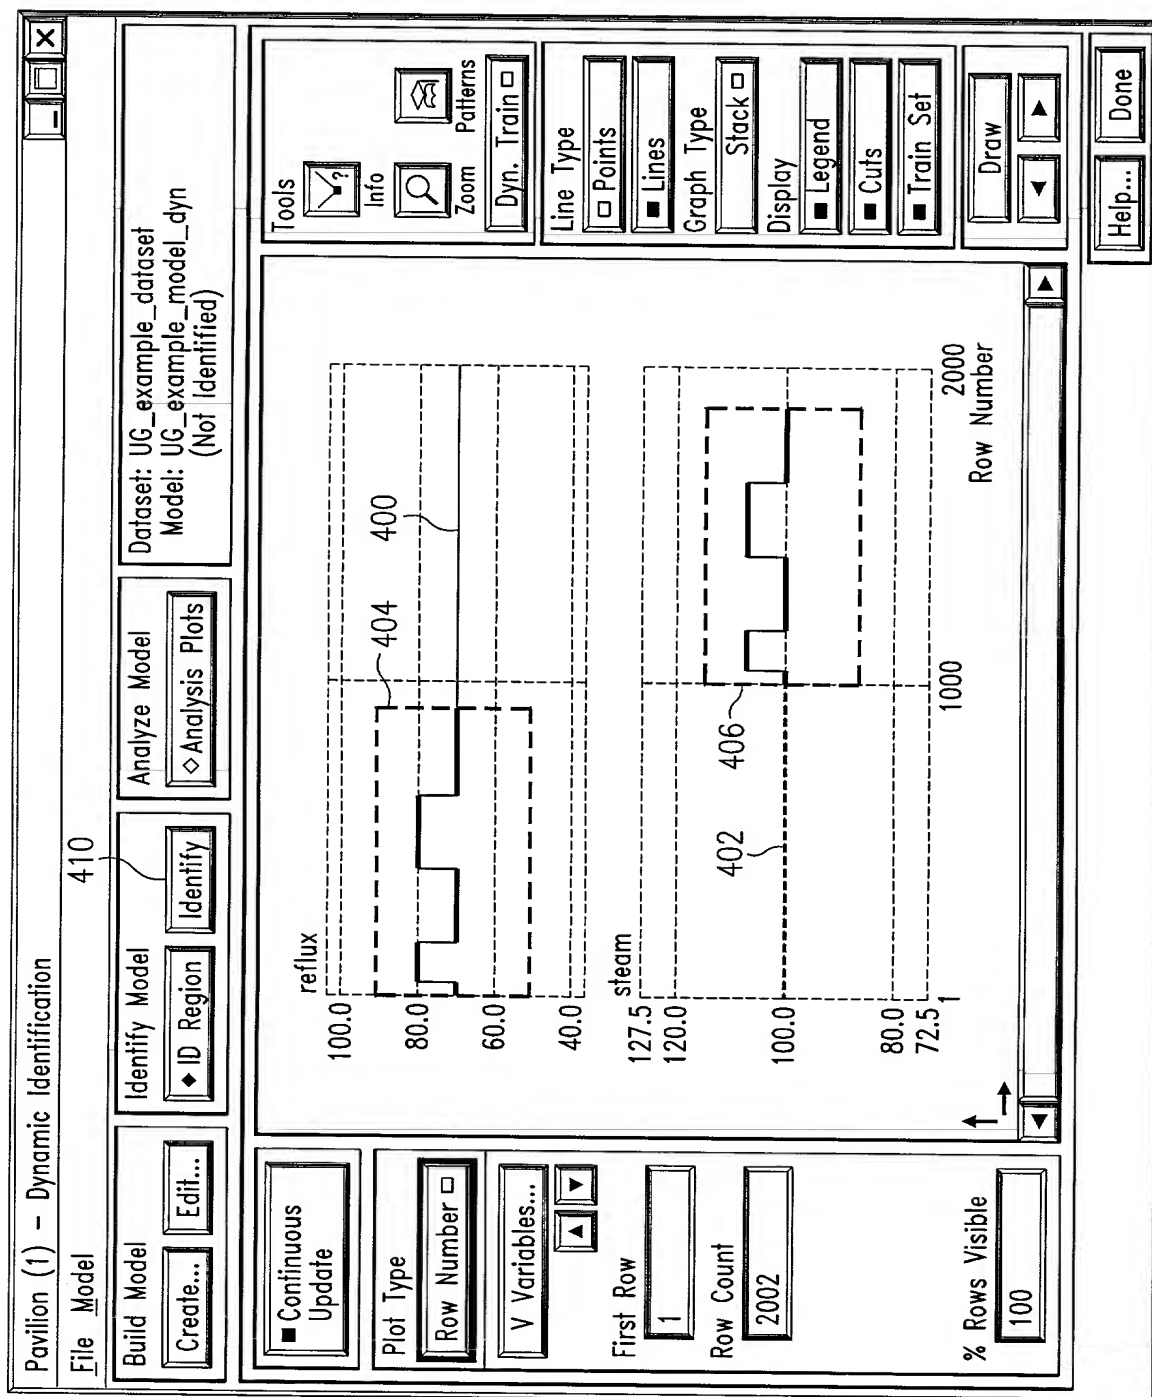 Pavilion (1) – Dynamic Identification
File Model
410
Build Model
Create...
Edit...
Identify Model
◆ ID Region
Identify
Analyze Model
◇ Analysis Plots
Dataset: UG_example_dataset
Model: UG_example_model_dyn
(Not Identified)
■ Continuous
Update
Plot Type
Row Number
V Variables...
First Row
1
Row Count
2002
% Rows Visible
100
reflux
100.0
80.0
60.0
40.0
404
400
steam
127.5
120.0
100.0
80.0
72.5
402
406
1
1000
2000
Row Number
Tools
Info
Zoom
Patterns
Dyn. Train
Line Type
□ Points
■ Lines
Graph Type
Stack
Display
■ Legend
■ Cuts
■ Train Set
Draw
Help...
Done